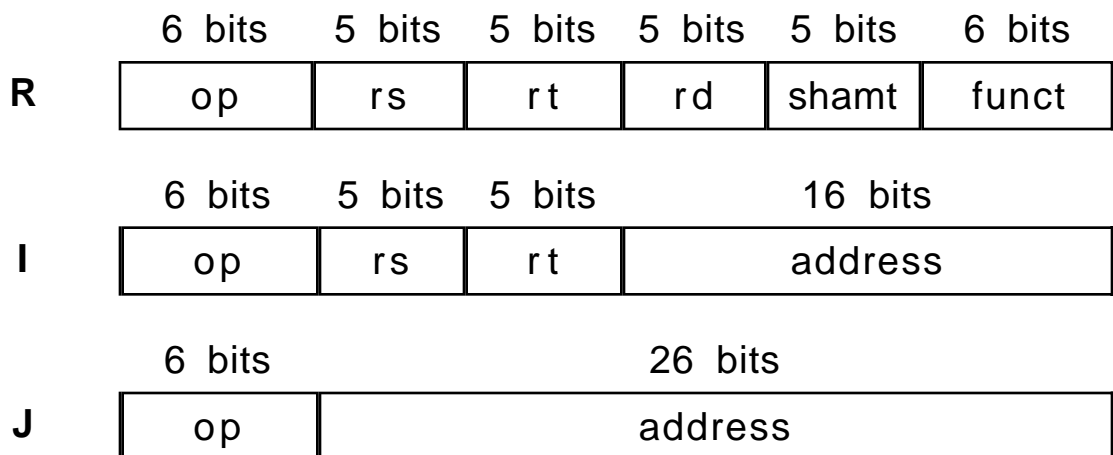 6 bits 5 bits 5 bits 5 bits 5 bits 6 bits
R op rs rt rd shamt funct
6 bits 5 bits 5 bits 16 bits
I op rs rt address
6 bits 26 bits
J op address